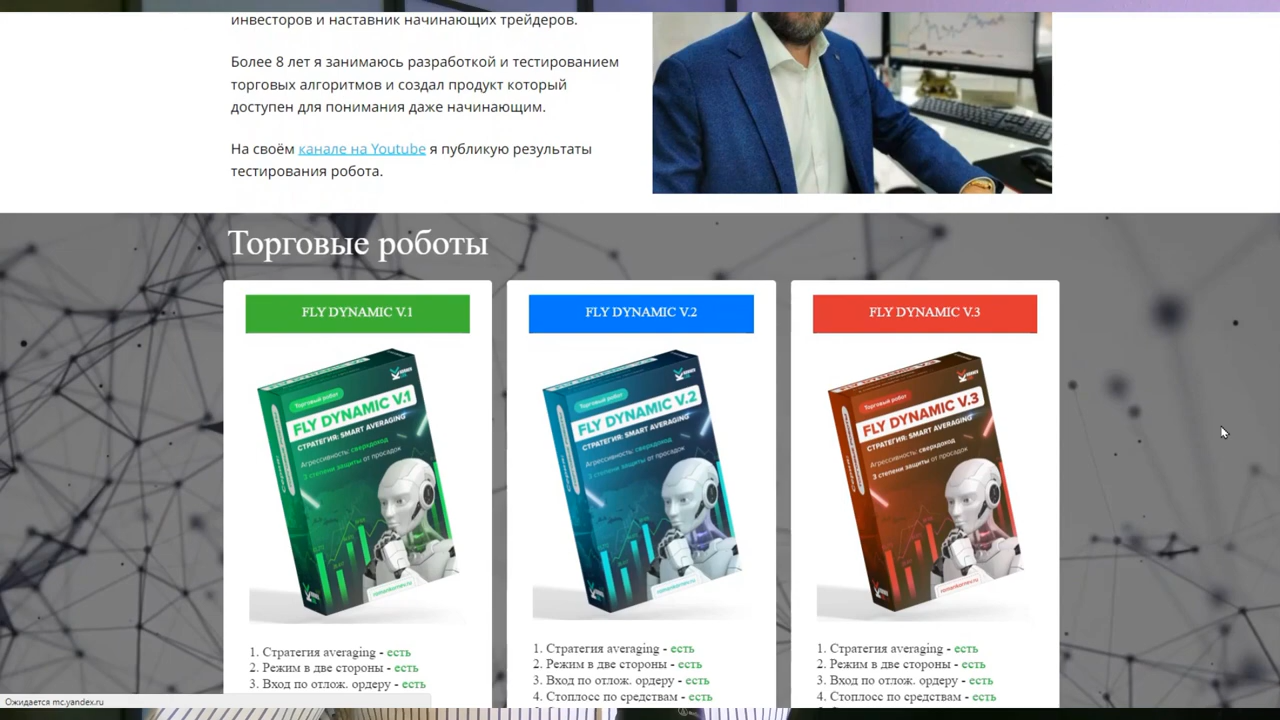 инвесторов и наставник начинающих трейдеров.
Более 8 лет я занимаюсь разработкой и тестированием
торговых алгоритмов и создал продукт который
доступен для понимания даже начинающим.
На своём канале на Youtube я публикую результаты
тестирования робота.
Торговые роботы
FLY DYNAMIC V.1
Торговый робот
FLY DYNAMIC V.1
СТРАТЕГИЯ: SMART AVERAGING
Агрессивность: сверхдоход
3 степени защиты от просадок
romankornev.ru
1. Стратегия averaging - есть
2. Режим в две стороны - есть
3. Вход по отлож. ордеру - есть
FLY DYNAMIC V.2
Торговый робот
FLY DYNAMIC V.2
СТРАТЕГИЯ: SMART AVERAGING
Агрессивность: сверхдоход
3 степени защиты от просадок
romankornev.ru
1. Стратегия averaging - есть
2. Режим в две стороны - есть
3. Вход по отлож. ордеру - есть
4. Стоплосс по средствам - есть
FLY DYNAMIC V.3
Торговый робот
FLY DYNAMIC V.3
СТРАТЕГИЯ: SMART AVERAGING
Агрессивность: сверхдоход
3 степени защиты от просадок
romankornev.ru
1. Стратегия averaging - есть
2. Режим в две стороны - есть
3. Вход по отлож. ордеру - есть
4. Стоплосс по средствам - есть
Ожидается mc.yandex.ru